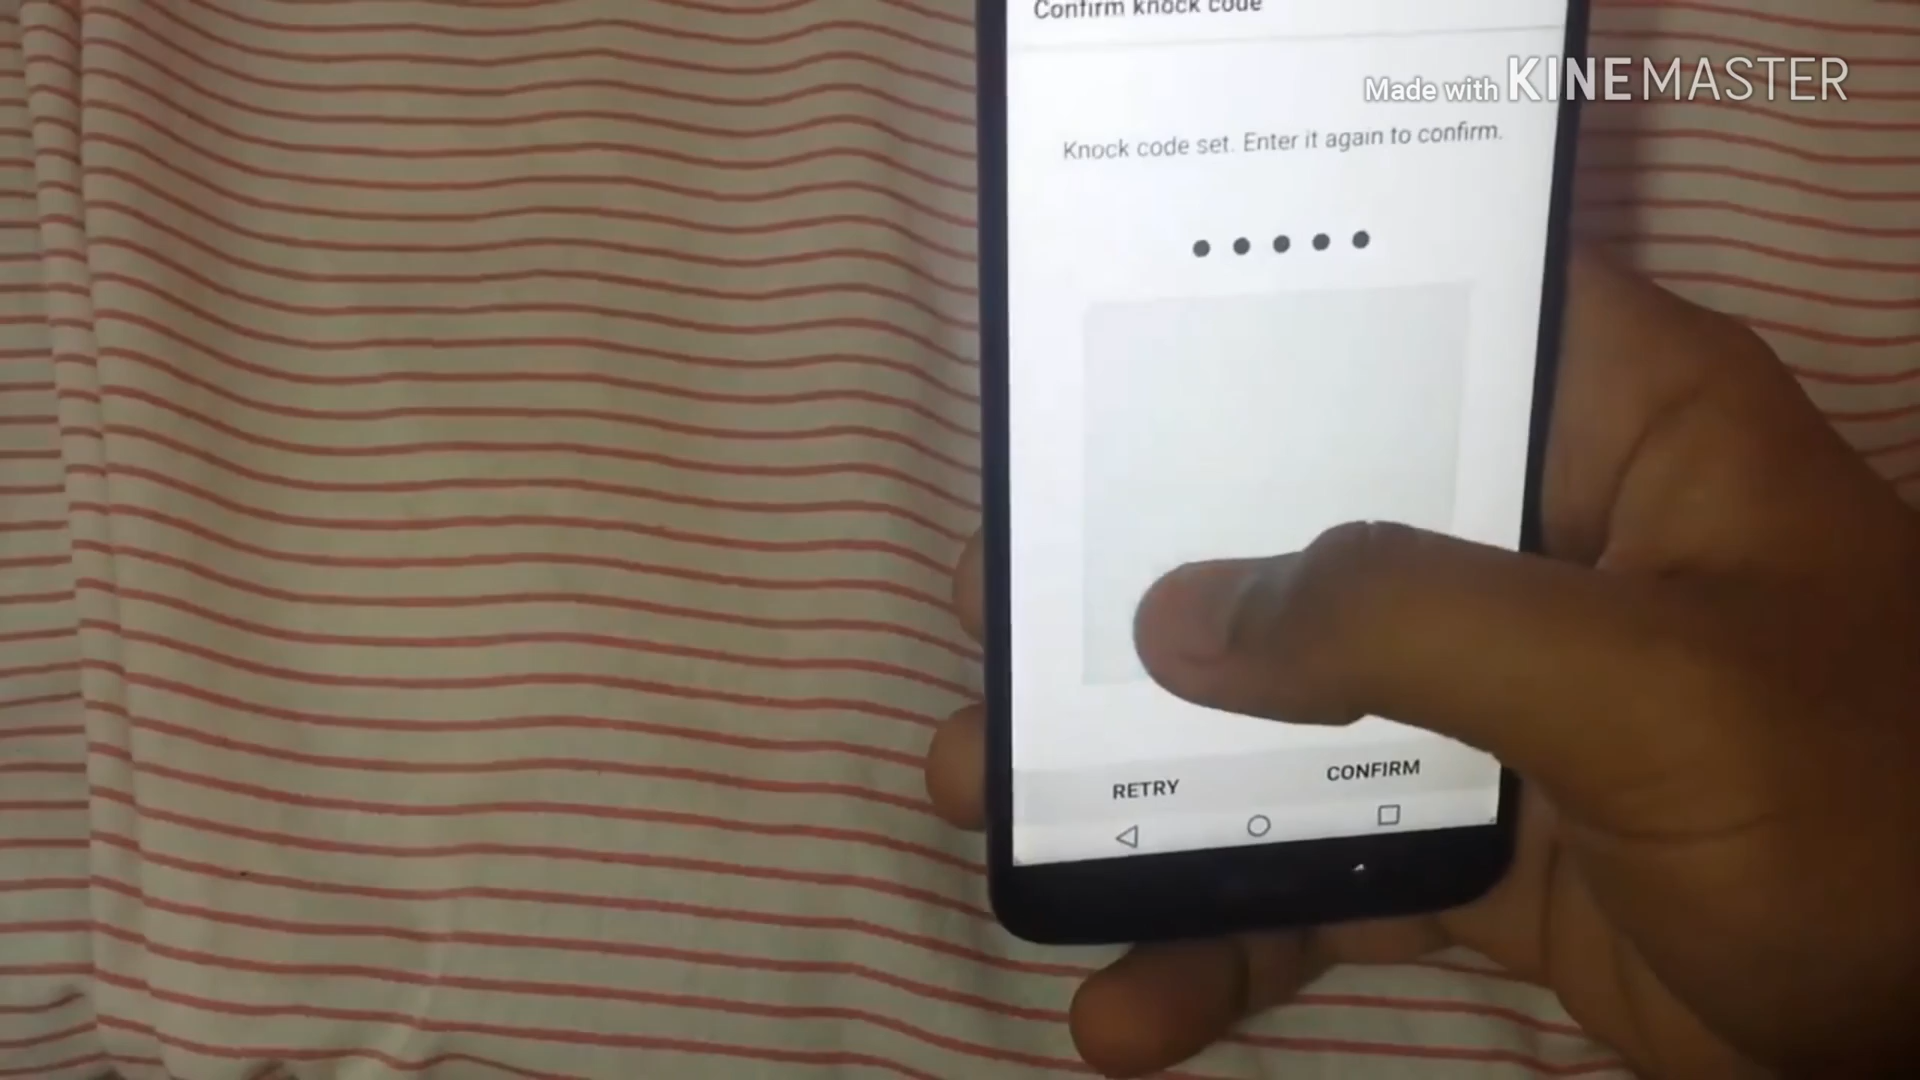 Confirm knock code
Made with KINEMASTER
Knock code set. Enter it again to confirm.
RETRY
CONFIRM